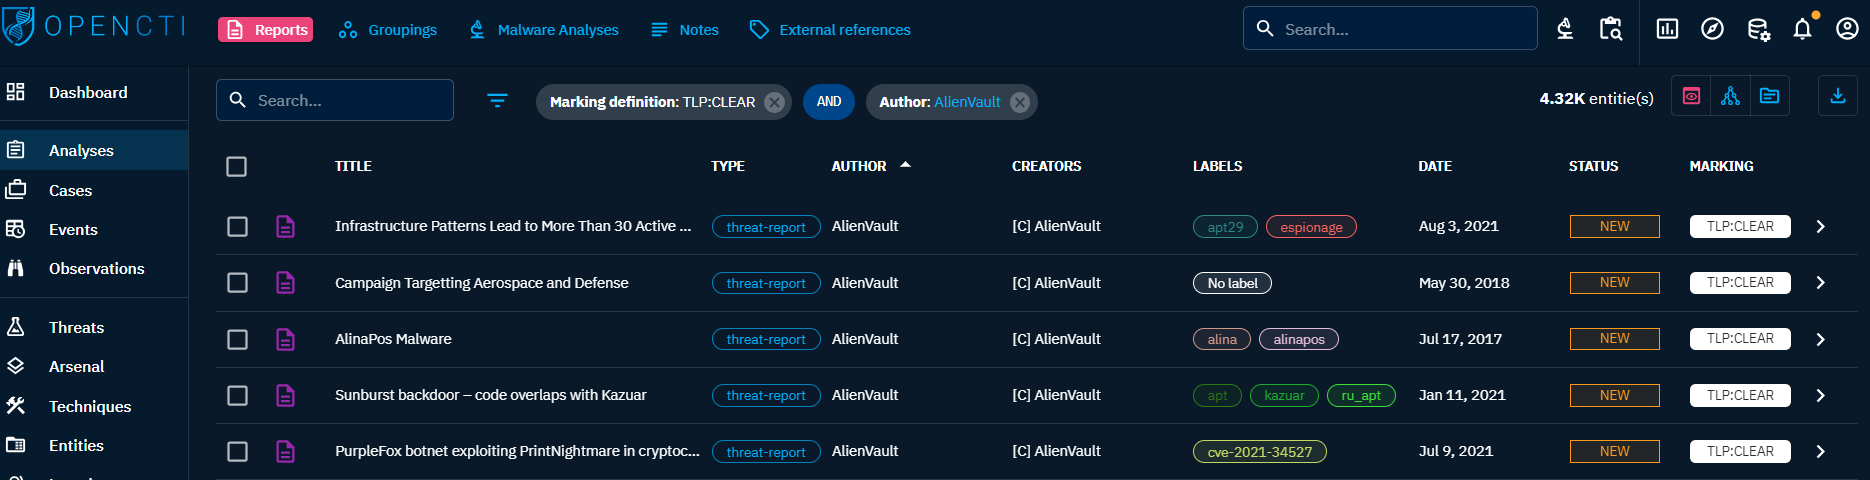 OPENCTI
Reports Groupings Malware Analyses Notes External references Search...
Dashboard
Analyses
Cases
Events
Observations
Threats
Arsenal
Techniques
Entities
Search... Marking definition: TLP:CLEAR AND Author: AlienVault 4.32K entitie(s)
TITLE TYPE AUTHOR CREATORS LABELS DATE STATUS MARKING
Infrastructure Patterns Lead to More Than 30 Active ... threat-report AlienVault [C] AlienVault apt29 espionage Aug 3, 2021 NEW TLP:CLEAR
Campaign Targetting Aerospace and Defense threat-report AlienVault [C] AlienVault No label May 30, 2018 NEW TLP:CLEAR
AlinaPos Malware threat-report AlienVault [C] AlienVault alina alinapos Jul 17, 2017 NEW TLP:CLEAR
Sunburst backdoor – code overlaps with Kazuar threat-report AlienVault [C] AlienVault apt kazuar ru_apt Jan 11, 2021 NEW TLP:CLEAR
PurpleFox botnet exploiting PrintNightmare in cryptoc... threat-report AlienVault [C] AlienVault cve-2021-34527 Jul 9, 2021 NEW TLP:CLEAR